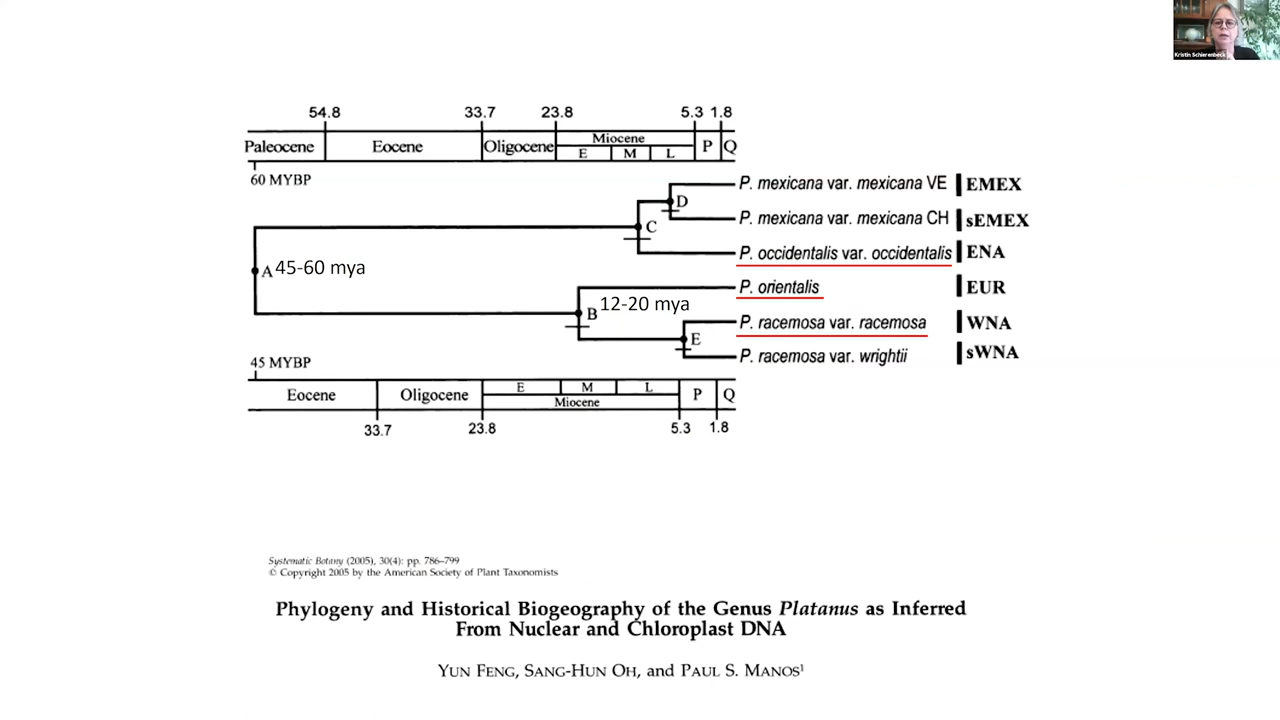 Kristin Schierenbeck
54.8 33.7 23.8 5.3 1.8
Paleocene Eocene Oligocene Miocene P Q
E M L
60 MYBP
P. mexicana var. mexicana VE EMEX
D
P. mexicana var. mexicana CH sEMEX
C
P. occidentalis var. occidentalis ENA
A 45-60 mya
P. orientalis EUR
B 12-20 mya
P. racemosa var. racemosa WNA
E
P. racemosa var. wrightii sWNA
45 MYBP
Eocene Oligocene E M L P Q
Miocene
33.7 23.8 5.3 1.8
Systematic Botany (2005), 30(4): pp. 786–799
© Copyright 2005 by the American Society of Plant Taxonomists
Phylogeny and Historical Biogeography of the Genus Platanus as Inferred
From Nuclear and Chloroplast DNA
YUN FENG, SANG-HUN OH, and PAUL S. MANOS¹